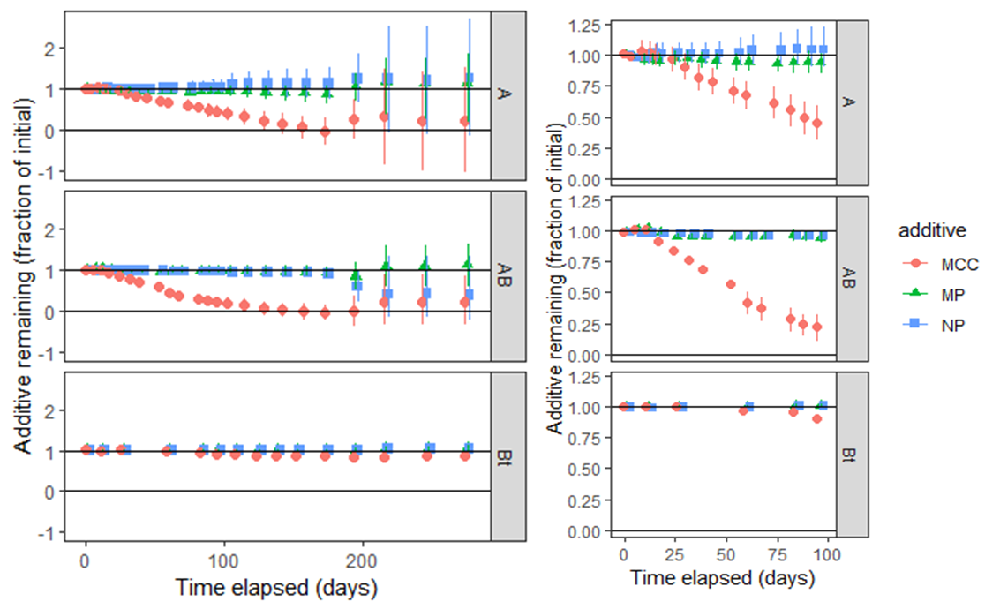 Additive remaining (fraction of initial)
2
1
0
-1
A
2
1
0
-1
AB
2
1
0
-1
Bt
0
100
200
Time elapsed (days)
Additive remaining (fraction of initial)
1.25
1.00
0.75
0.50
0.25
0.00
A
1.25
1.00
0.75
0.50
0.25
0.00
AB
1.25
1.00
0.75
0.50
0.25
0.00
Bt
0
25
50
75
100
Time elapsed (days)
additive
MCC
MP
NP